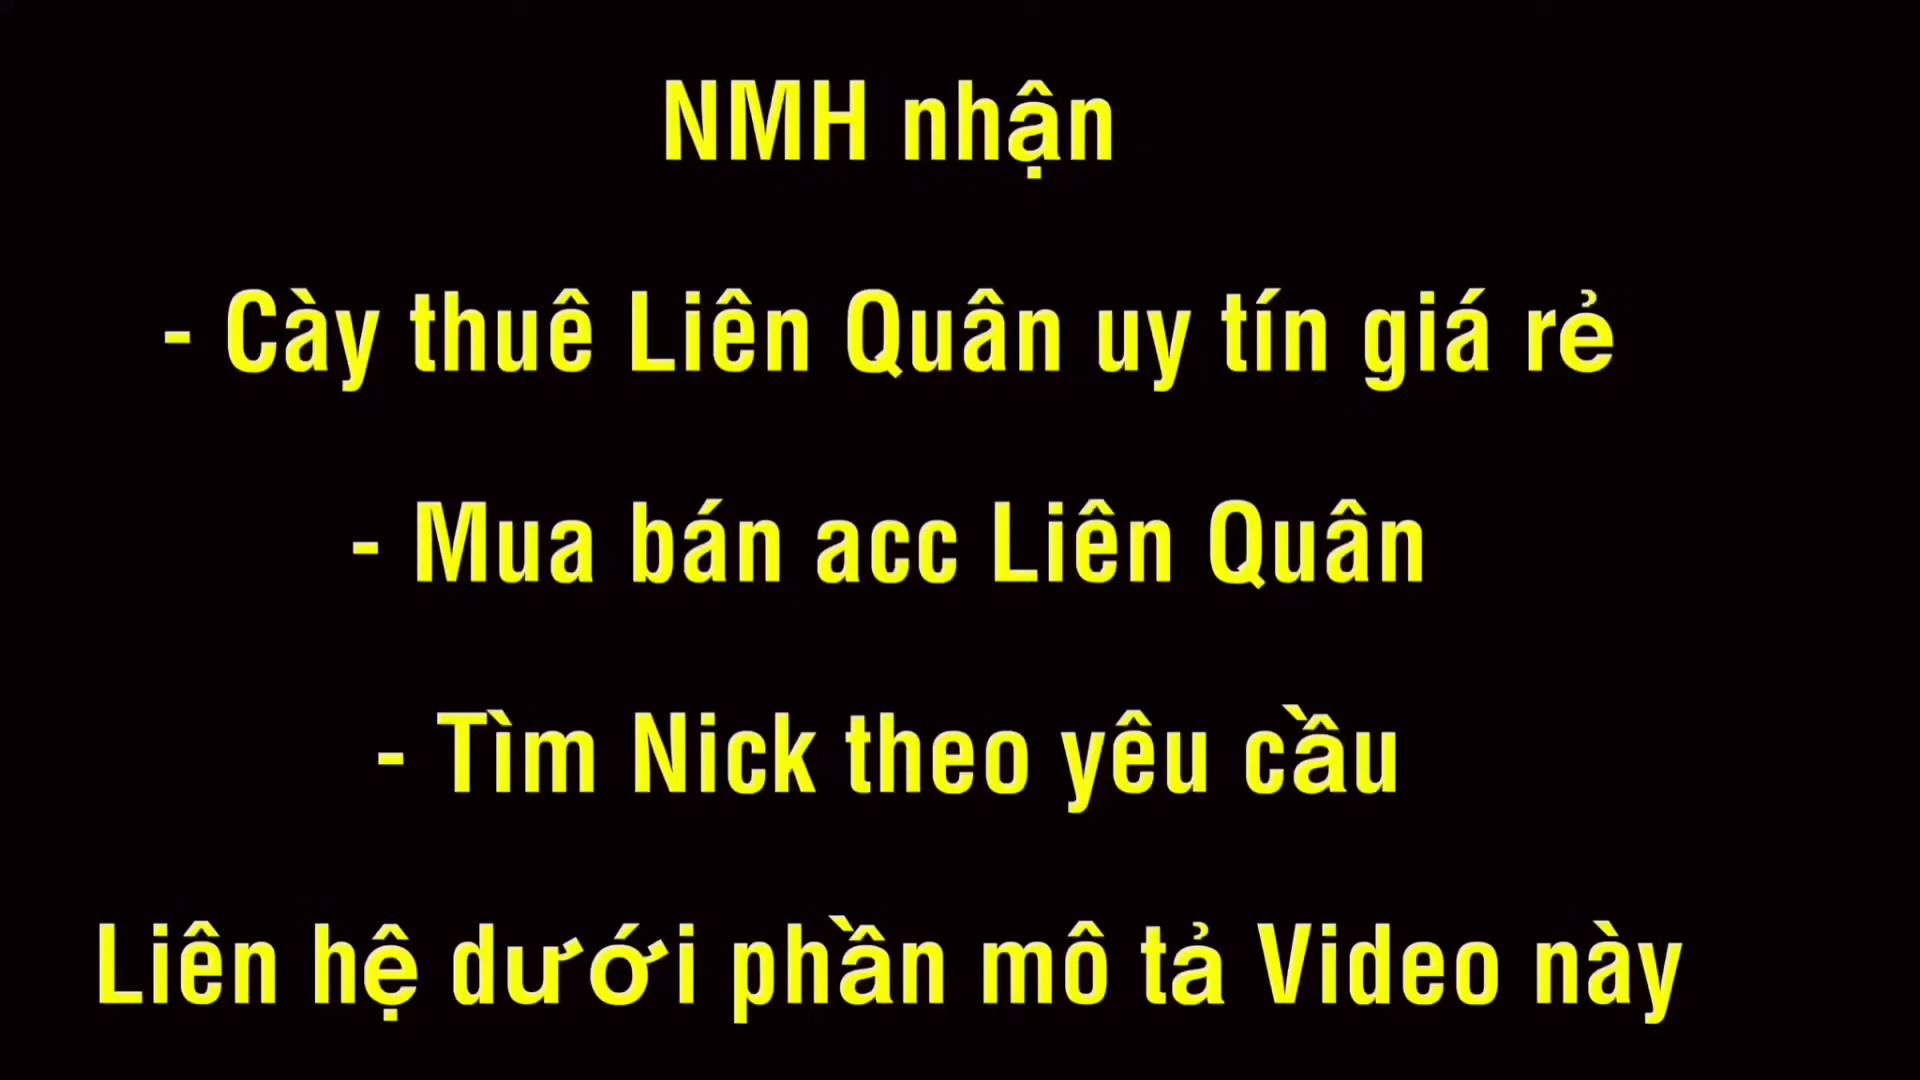 NMH nhận
- Cày thuê Liên Quân uy tín giá rẻ
- Mua bán acc Liên Quân
- Tìm Nick theo yêu cầu
Liên hệ dưới phần mô tả Video này